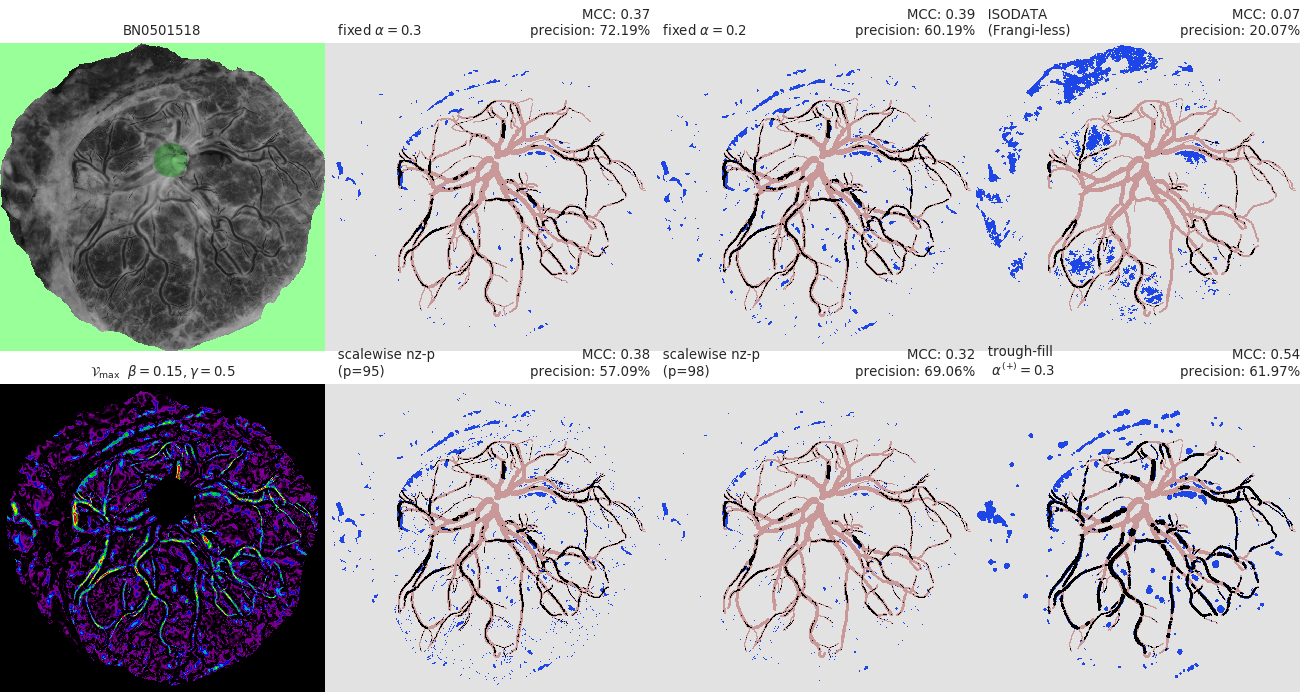 BN0501518
fixed α = 0.3
MCC: 0.37
precision: 72.19%
fixed α = 0.2
MCC: 0.39
precision: 60.19%
ISODATA
(Frangi-less)
MCC: 0.07
precision: 20.07%
𝒱max β = 0.15, γ = 0.5
scalewise nz-p
(p=95)
MCC: 0.38
precision: 57.09%
scalewise nz-p
(p=98)
MCC: 0.32
precision: 69.06%
trough-fill
α(+) = 0.3
MCC: 0.54
precision: 61.97%